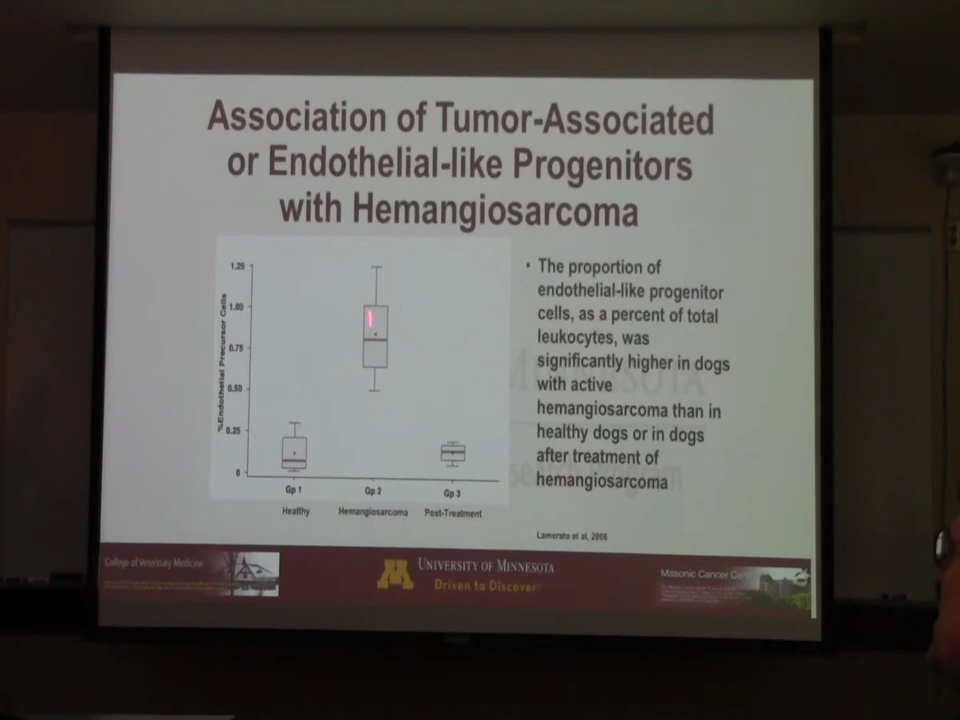 Association of Tumor-Associated
or Endothelial-like Progenitors
with Hemangiosarcoma
1.25
1.00
0.75
0.50
0.25
0
%Endothelial Precursor Cells
Gp 1
Gp 2
Gp 3
Healthy
Hemangiosarcoma
Post-Treatment
• The proportion of
endothelial-like progenitor
cells, as a percent of total
leukocytes, was
significantly higher in dogs
with active
hemangiosarcoma than in
healthy dogs or in dogs
after treatment of
hemangiosarcoma
Lamerato et al, 2006
College of Veterinary Medicine
UNIVERSITY OF MINNESOTA
Driven to Discover
Masonic Cancer